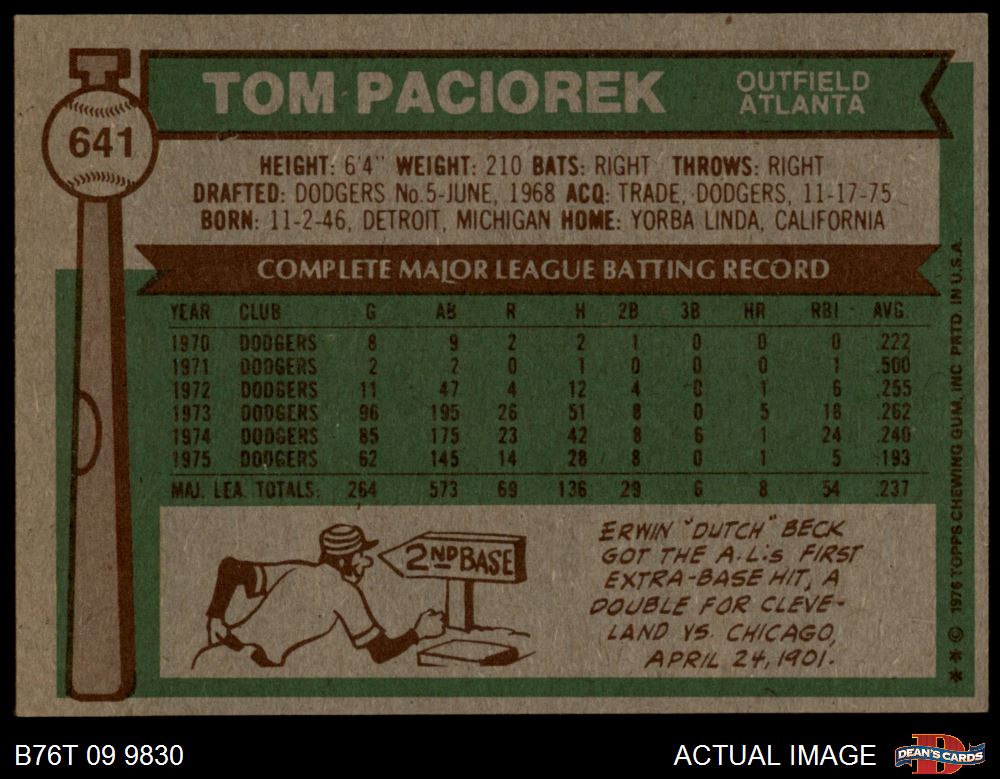 641
TOM PACIOREK
OUTFIELD
ATLANTA
HEIGHT: 6'4" WEIGHT: 210 BATS: RIGHT THROWS: RIGHT
DRAFTED: DODGERS No.5-JUNE, 1968 ACQ: TRADE, DODGERS, 11-17-75
BORN: 11-2-46, DETROIT, MICHIGAN HOME: YORBA LINDA, CALIFORNIA
COMPLETE MAJOR LEAGUE BATTING RECORD
YEAR CLUB G AB R H 2B 3B HR RBI AVG.
1970 DODGERS 8 9 2 2 1 0 0 0 .222
1971 DODGERS 2 2 0 1 0 0 0 1 .500
1972 DODGERS 11 47 4 12 4 0 1 6 .255
1973 DODGERS 96 195 26 51 8 0 5 18 .262
1974 DODGERS 85 175 23 42 8 6 1 24 .240
1975 DODGERS 62 145 14 28 8 0 1 5 .193
MAJ. LEA. TOTALS: 264 573 69 136 29 6 8 54 .237
2ND BASE
ERWIN "DUTCH" BECK
GOT THE A.L.'S FIRST
EXTRA-BASE HIT, A
DOUBLE FOR CLEVE-
LAND VS. CHICAGO,
APRIL 24, 1901.
* * © 1976 TOPPS CHEWING GUM, INC PRTD. IN U.S.A.
B76T 09 9830
ACTUAL IMAGE
D
DEAN'S CARDS